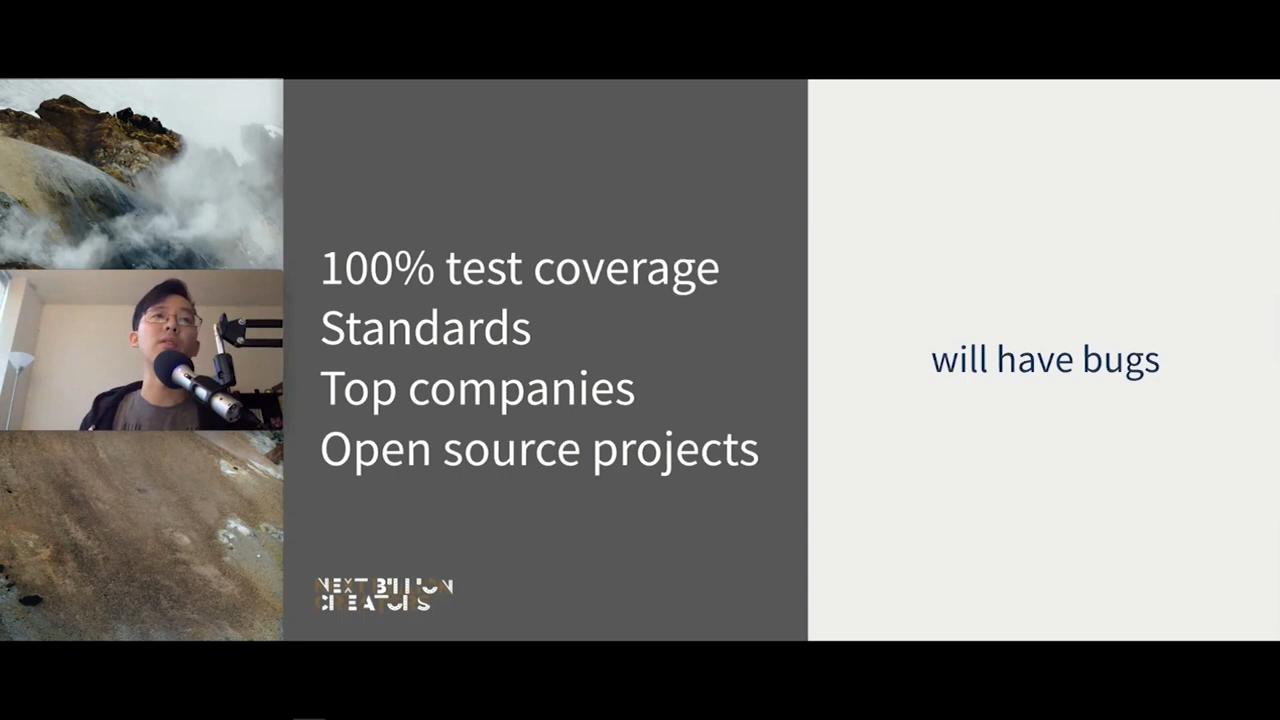 100% test coverage
Standards
Top companies
Open source projects
will have bugs
NEXT BILLION
CREATORS